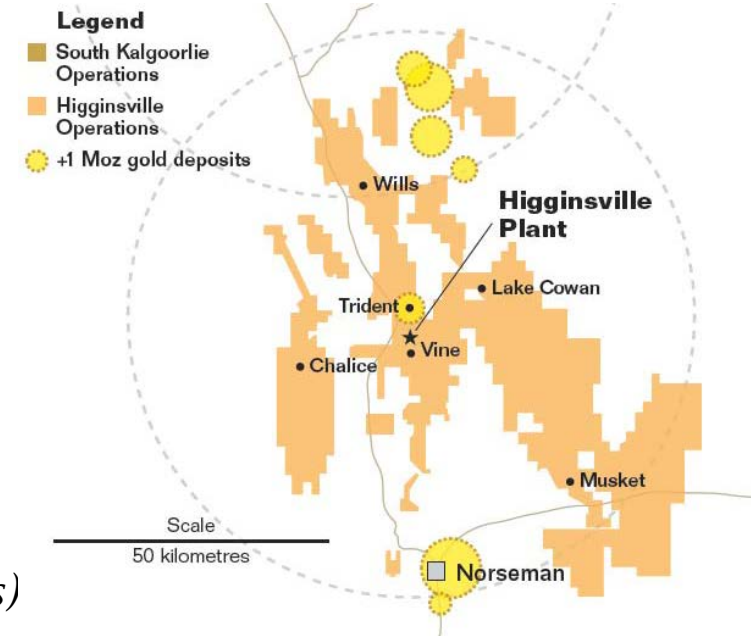 Legend
South Kalgoorlie
Operations
Higginsville
Operations
+1 Moz gold deposits
Wills
Higginsville
Plant
Lake Cowan
Trident
Vine
Chalice
Musket
Scale
50 kilometres
Norseman
s)